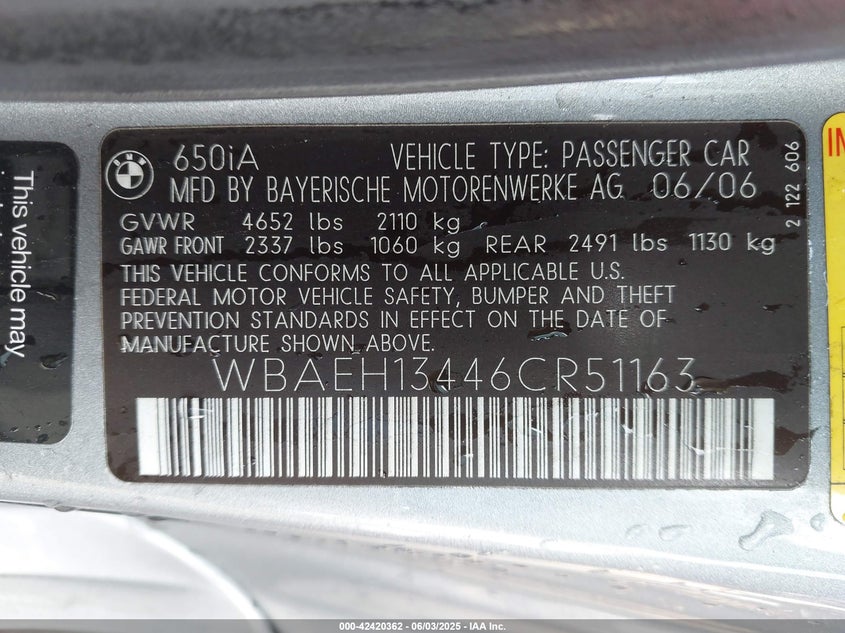 BMW
650iA VEHICLE TYPE: PASSENGER CAR
MFD BY BAYERISCHE MOTORENWERKE AG 06/06
GVWR 4652 lbs 2110 kg
GAWR FRONT 2337 lbs 1060 kg REAR 2491 lbs 1130 kg
THIS VEHICLE CONFORMS TO ALL APPLICABLE U.S.
FEDERAL MOTOR VEHICLE SAFETY, BUMPER AND THEFT
PREVENTION STANDARDS IN EFFECT ON THE DATE OF
MANUFACTURE SHOWN ABOVE.
WBAEH13446CR51163
2 122 606
This vehicle may
000-42420362 - 06/03/2025 - IAA Inc.